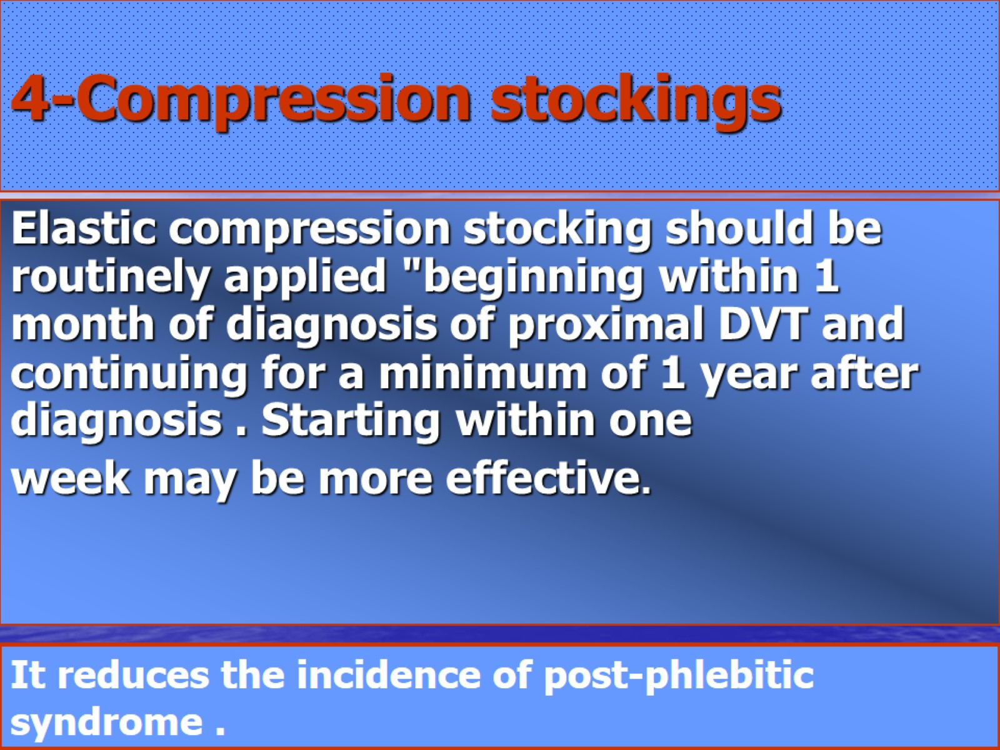 4-Compression stockings
Elastic compression stocking should be
routinely applied "beginning within 1
month of diagnosis of proximal DVT and
continuing for a minimum of 1 year after
diagnosis . Starting within one
week may be more effective.
It reduces the incidence of post-phlebitic
syndrome .